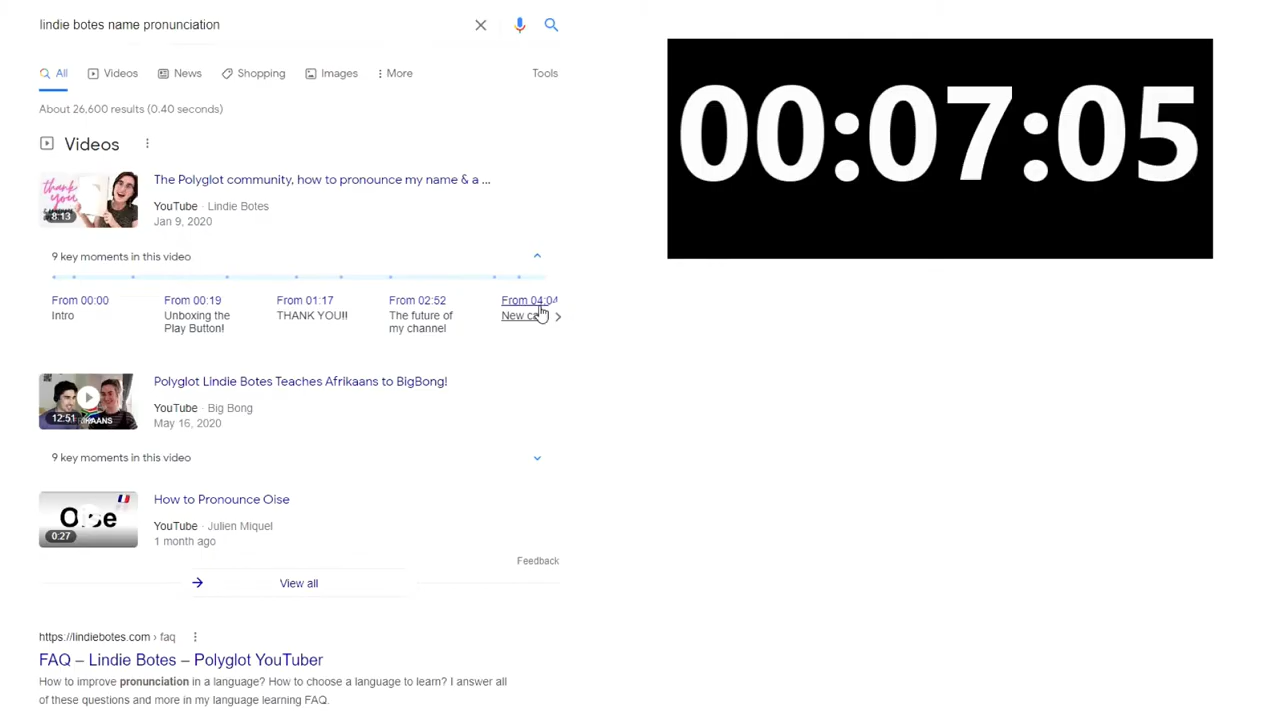 lindie botes name pronunciation
All
Videos
News
Shopping
Images
More
Tools
About 26,600 results (0.40 seconds)
Videos
thank
you
8:13
The Polyglot community, how to pronounce my name & a ...
YouTube · Lindie Botes
Jan 9, 2020
9 key moments in this video
From 00:00
Intro
From 00:19
Unboxing the
Play Button!
From 01:17
THANK YOU!!
From 02:52
The future of
my channel
From 04:04
New
12:51
Polyglot Lindie Botes Teaches Afrikaans to BigBong!
YouTube · Big Bong
May 16, 2020
9 key moments in this video
0:27
How to Pronounce Oise
YouTube · Julien Miquel
1 month ago
Feedback
View all
https://lindiebotes.com › faq
FAQ – Lindie Botes – Polyglot YouTuber
How to improve pronunciation in a language? How to choose a language to learn? I answer all
of these questions and more in my language learning FAQ.
00:07:05